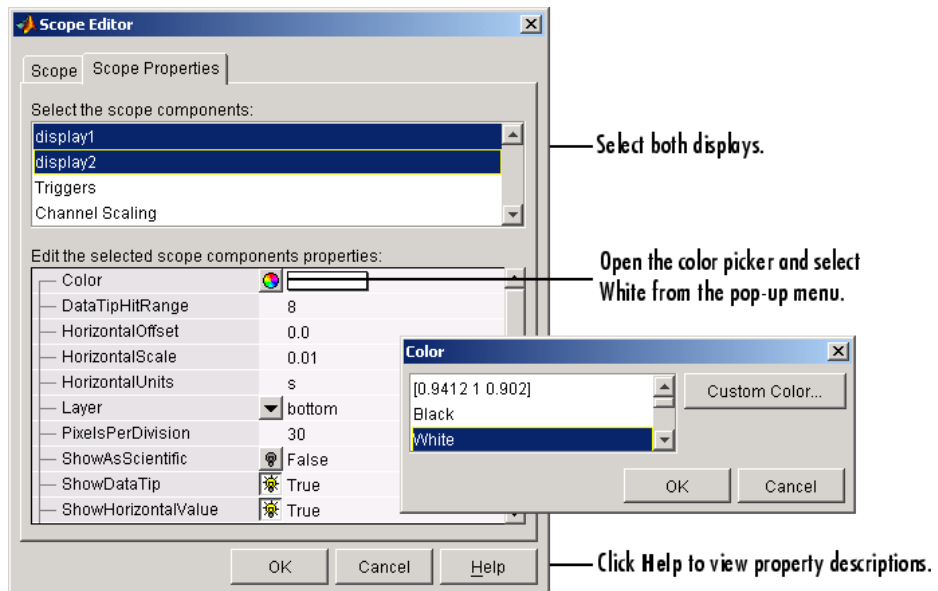 Scope Editor
Scope Scope Properties
Select the scope components:
display1
display2
Triggers
Channel Scaling
Select both displays.
Edit the selected scope components properties:
Color
DataTipHitRange 8
HorizontalOffset 0.0
HorizontalScale 0.01
HorizontalUnits s
Layer bottom
PixelsPerDivision 30
ShowAsScientific False
ShowDataTip True
ShowHorizontalValue True
Open the color picker and select
White from the pop-up menu.
Color
[0.9412 1 0.902]
Black
White
Custom Color...
OK Cancel
OK Cancel Help
Click Help to view property descriptions.